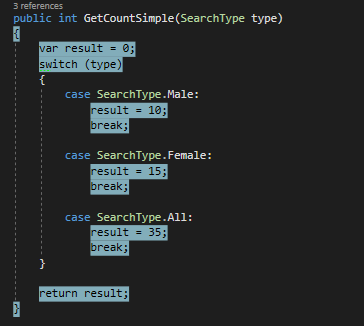 3 references
public int GetCountSimple(SearchType type)
{
var result = 0;
switch (type)
{
case SearchType.Male:
result = 10;
break;
case SearchType.Female:
result = 15;
break;
case SearchType.All:
result = 35;
break;
}
return result;
}